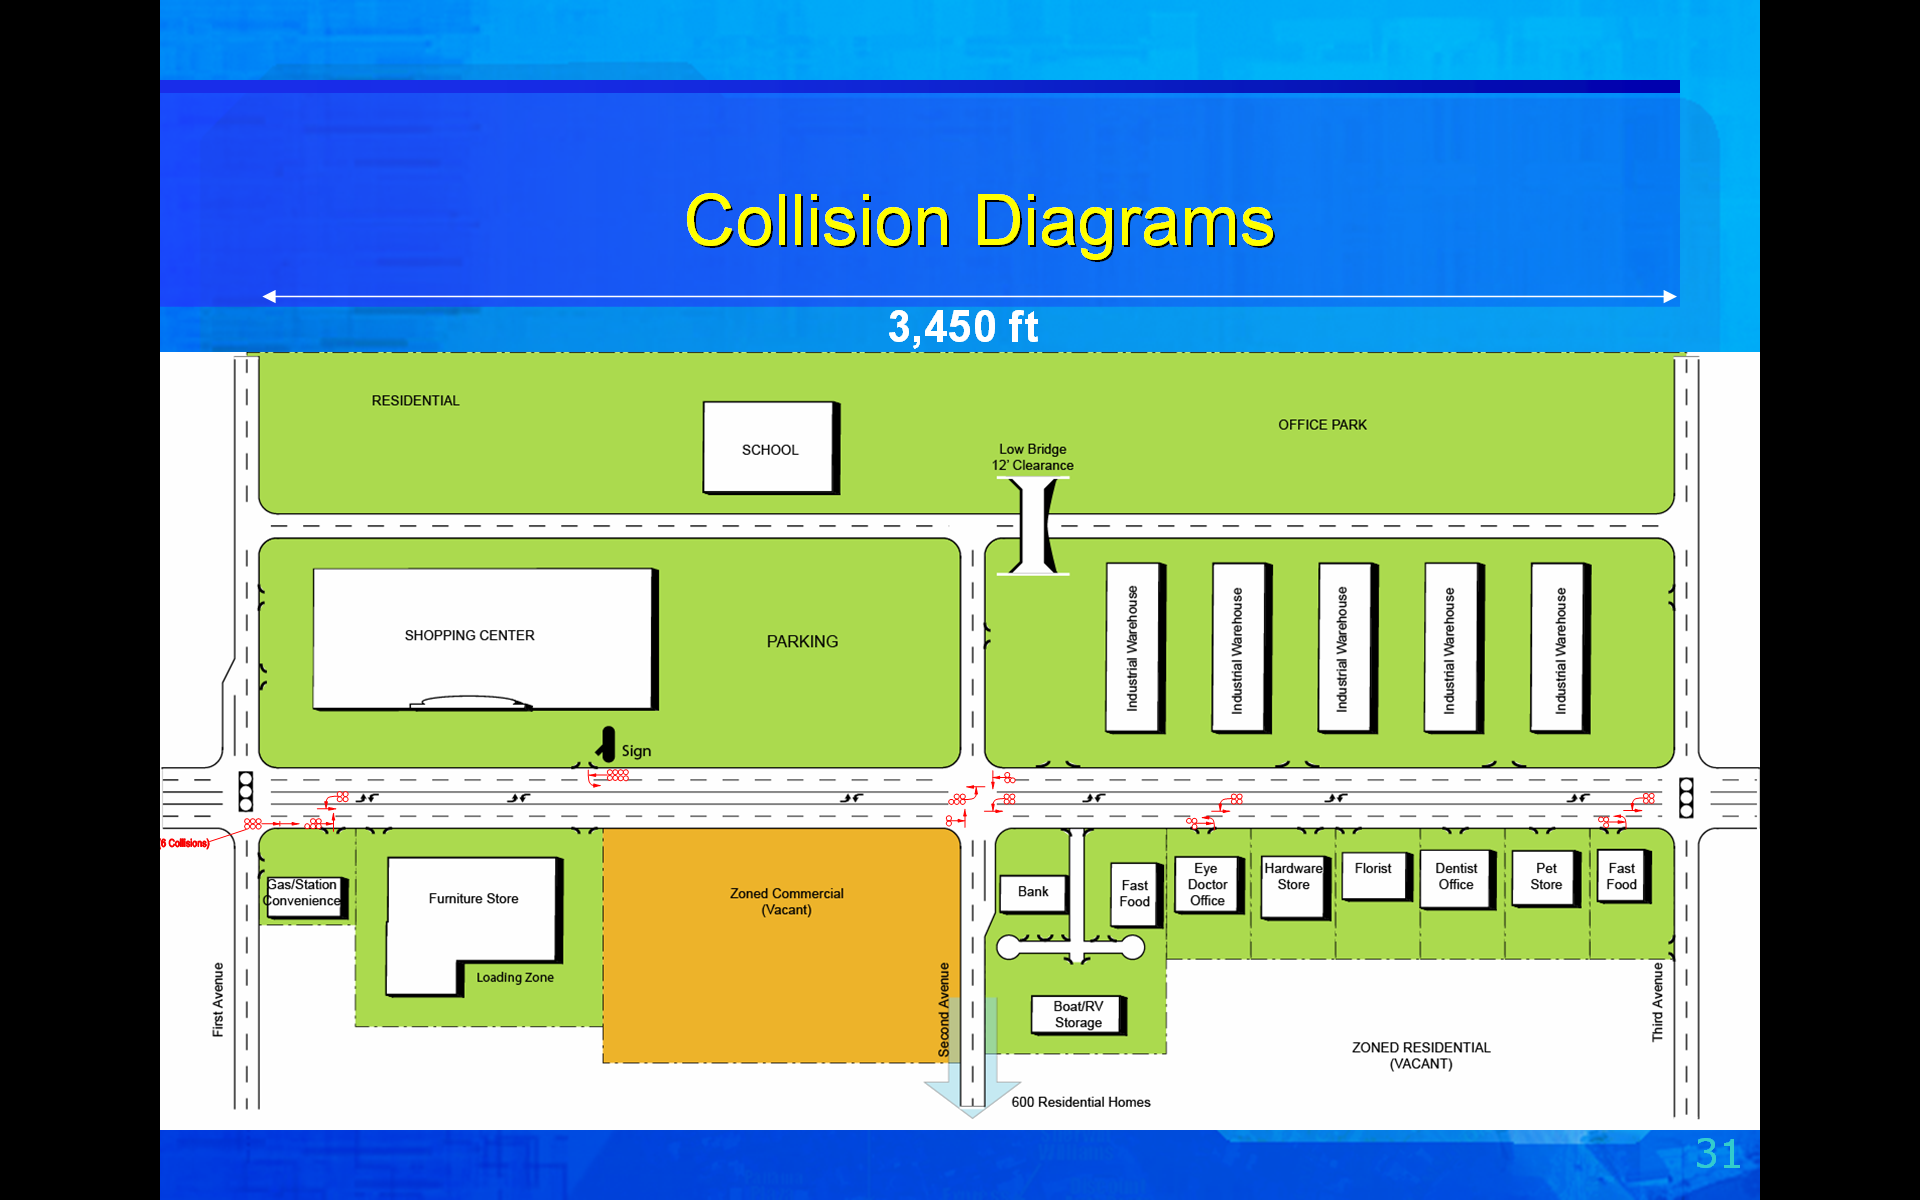 Collision Diagrams
3,450 ft
RESIDENTIAL
SCHOOL
OFFICE PARK
Low Bridge
12' Clearance
SHOPPING CENTER
PARKING
Industrial Warehouse
Industrial Warehouse
Industrial Warehouse
Industrial Warehouse
Industrial Warehouse
Sign
(6 Collisions)
Gas/Station
Convenience
Furniture Store
Loading Zone
Zoned Commercial
(Vacant)
Bank
Fast
Food
Eye
Doctor
Office
Hardware
Store
Florist
Dentist
Office
Pet
Store
Fast
Food
First Avenue
Second Avenue
Third Avenue
Boat/RV
Storage
ZONED RESIDENTIAL
(VACANT)
600 Residential Homes
31